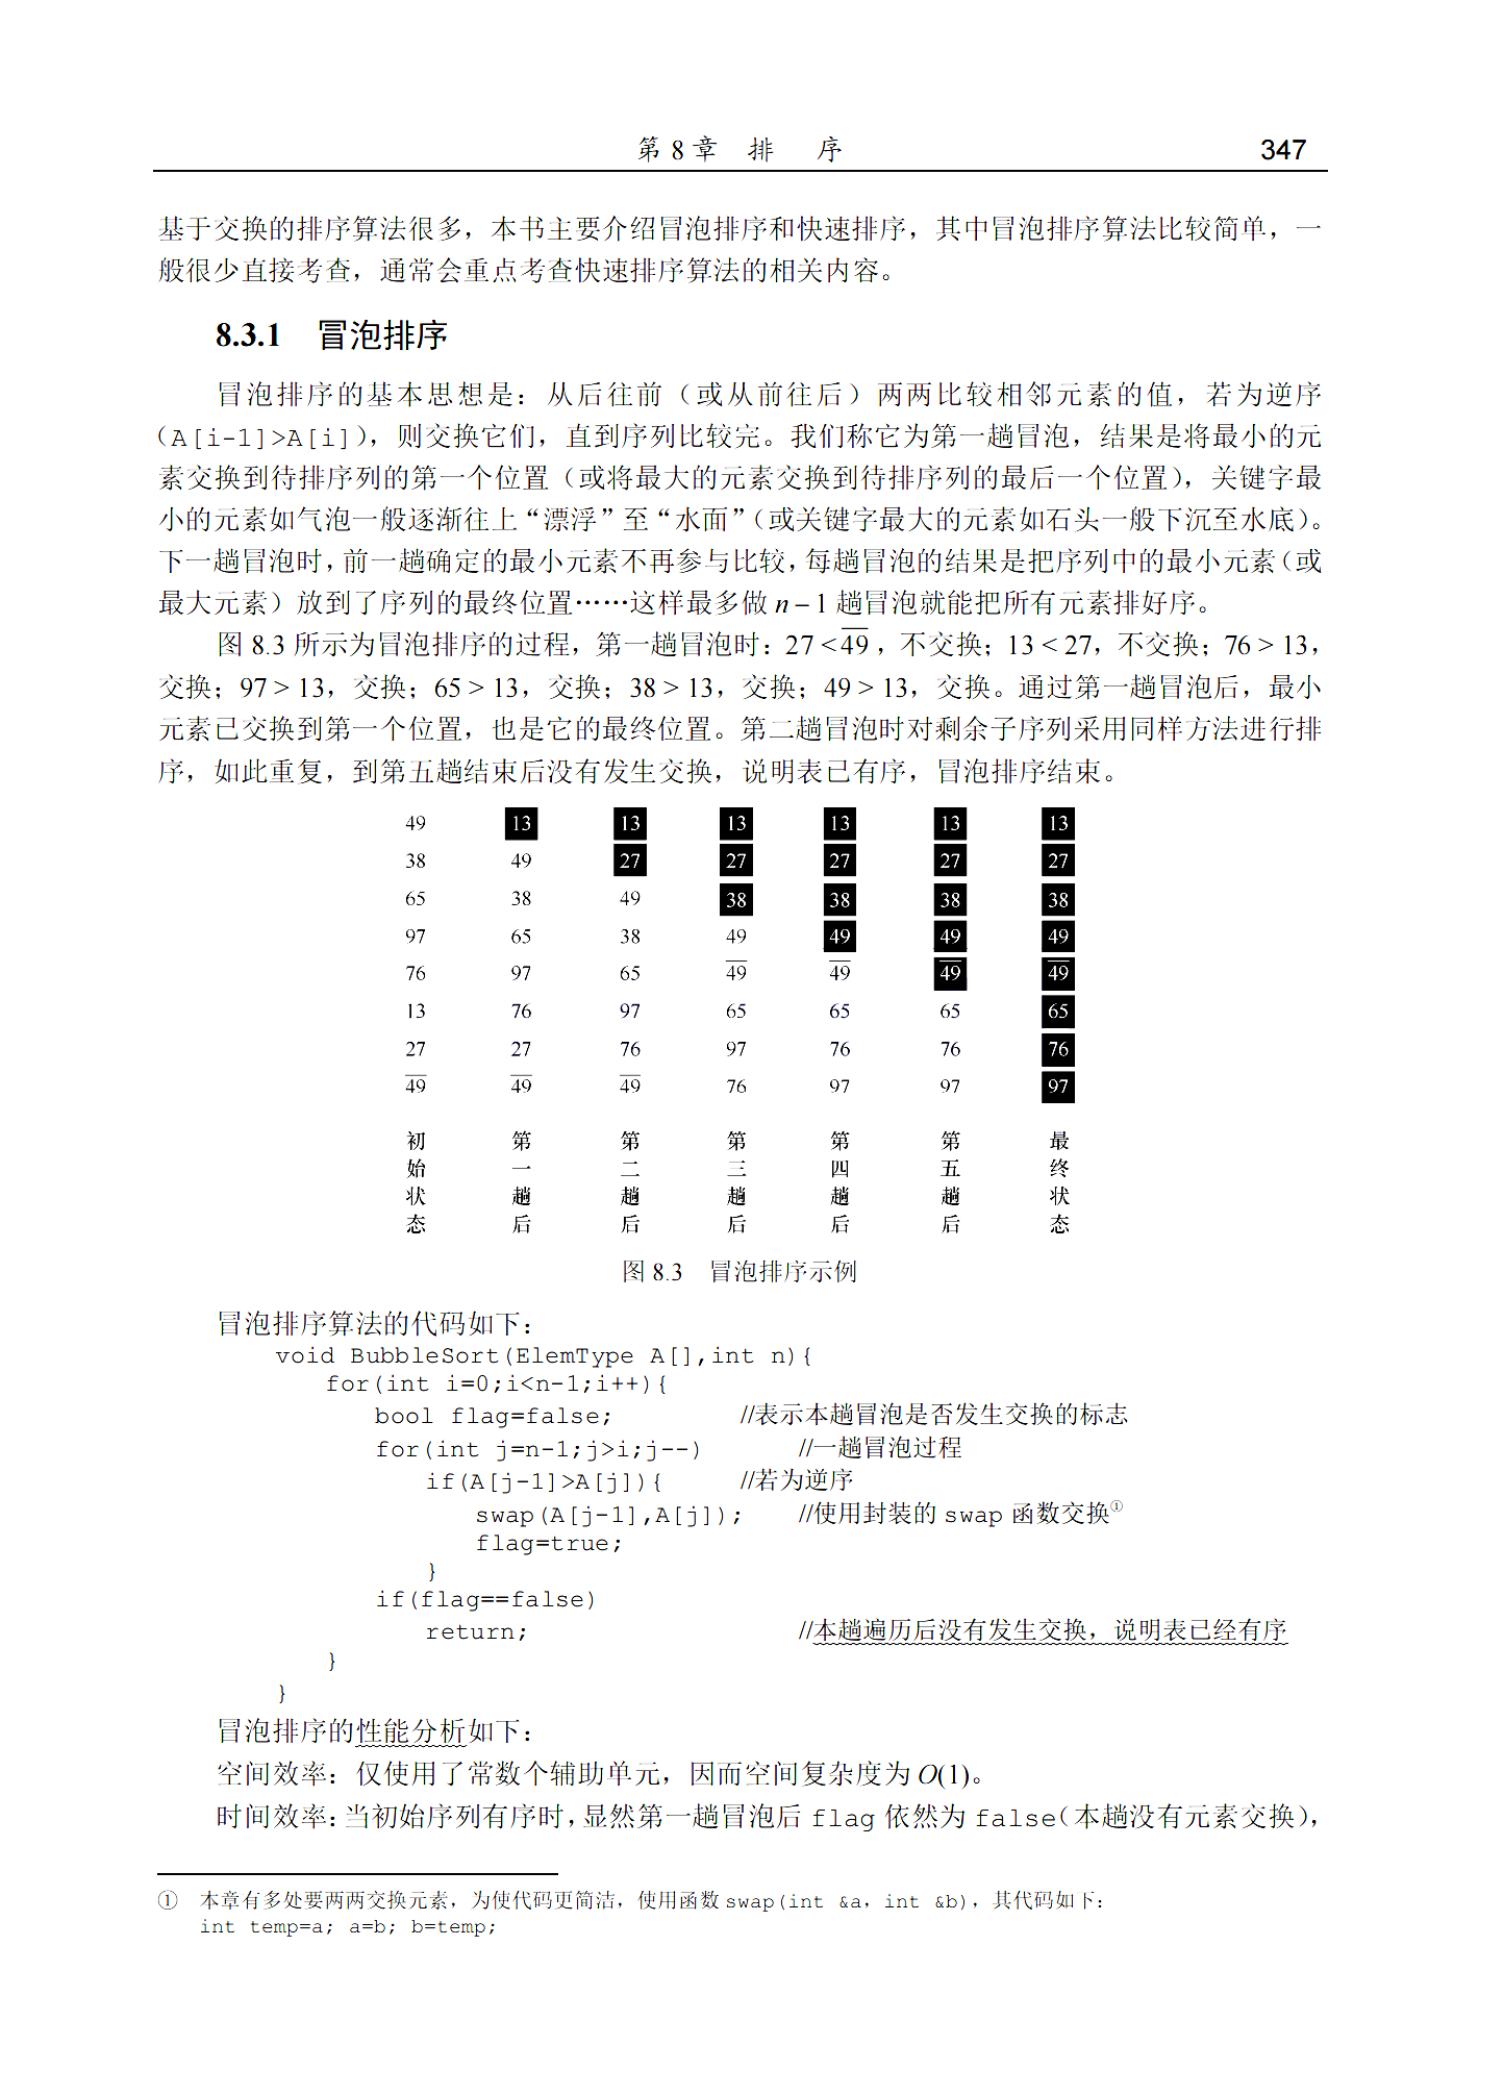 第 8 章 排 序 347
基于交换的排序算法很多，本书主要介绍冒泡排序和快速排序，其中冒泡排序算法比较简单，一
般很少直接考查，通常会重点考查快速排序算法的相关内容。
8.3.1 冒泡排序
冒泡排序的基本思想是：从后往前（或从前往后）两两比较相邻元素的值，若为逆序
（A[i-1]>A[i]），则交换它们，直到序列比较完。我们称它为第一趟冒泡，结果是将最小的元
素交换到待排序列的第一个位置（或将最大的元素交换到待排序列的最后一个位置），关键字最
小的元素如气泡一般逐渐往上“漂浮”至“水面”（或关键字最大的元素如石头一般下沉至水底）。
下一趟冒泡时，前一趟确定的最小元素不再参与比较，每趟冒泡的结果是把序列中的最小元素（或
最大元素）放到了序列的最终位置……这样最多做 n – 1 趟冒泡就能把所有元素排好序。
图 8.3 所示为冒泡排序的过程，第一趟冒泡时：27 < 4̅9̅，不交换；13 < 27，不交换；76 > 13，
交换；97 > 13，交换；65 > 13，交换；38 > 13，交换；49 > 13，交换。通过第一趟冒泡后，最小
元素已交换到第一个位置，也是它的最终位置。第二趟冒泡时对剩余子序列采用同样方法进行排
序，如此重复，到第五趟结束后没有发生交换，说明表已有序，冒泡排序结束。
49 13 13 13 13 13 13
38 49 27 27 27 27 27
65 38 49 38 38 38 38
97 65 38 49 49 49 49
76 97 65 4̅9̅ 4̅9̅ 4̅9̅ 4̅9̅
13 76 97 65 65 65 65
27 27 76 97 76 76 76
4̅9̅ 4̅9̅ 4̅9̅ 76 97 97 97
初始状态 第一趟后 第二趟后 第三趟后 第四趟后 第五趟后 最终状态
图 8.3 冒泡排序示例
冒泡排序算法的代码如下：
void BubbleSort(ElemType A[],int n){
for(int i=0;i<n-1;i++){
bool flag=false; //表示本趟冒泡是否发生交换的标志
for(int j=n-1;j>i;j--) //一趟冒泡过程
if(A[j-1]>A[j]){ //若为逆序
swap(A[j-1],A[j]); //使用封装的 swap 函数交换①
flag=true;
}
if(flag==false)
return; //本趟遍历后没有发生交换，说明表已经有序
}
}
冒泡排序的性能分析如下：
空间效率：仅使用了常数个辅助单元，因而空间复杂度为 O(1)。
时间效率：当初始序列有序时，显然第一趟冒泡后 flag 依然为 false（本趟没有元素交换），
① 本章有多处要两两交换元素，为使代码更简洁，使用函数 swap(int &a，int &b)，其代码如下：
int temp=a; a=b; b=temp;